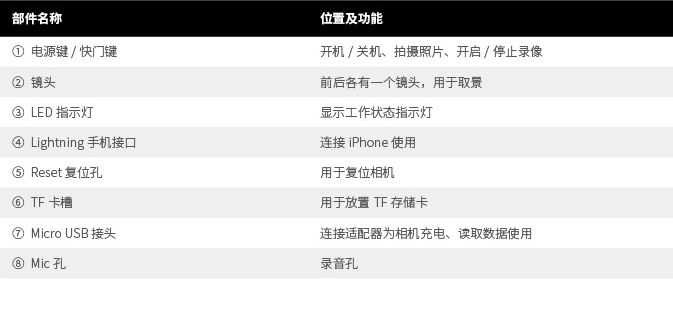 部件名称 位置及功能
① 电源键 / 快门键 开机 / 关机、拍摄照片、开启 / 停止录像
② 镜头 前后各有一个镜头，用于取景
③ LED 指示灯 显示工作状态指示灯
④ Lightning 手机接口 连接 iPhone 使用
⑤ Reset 复位孔 用于复位相机
⑥ TF 卡槽 用于放置 TF 存储卡
⑦ Micro USB 接头 连接适配器为相机充电、读取数据使用
⑧ Mic 孔 录音孔